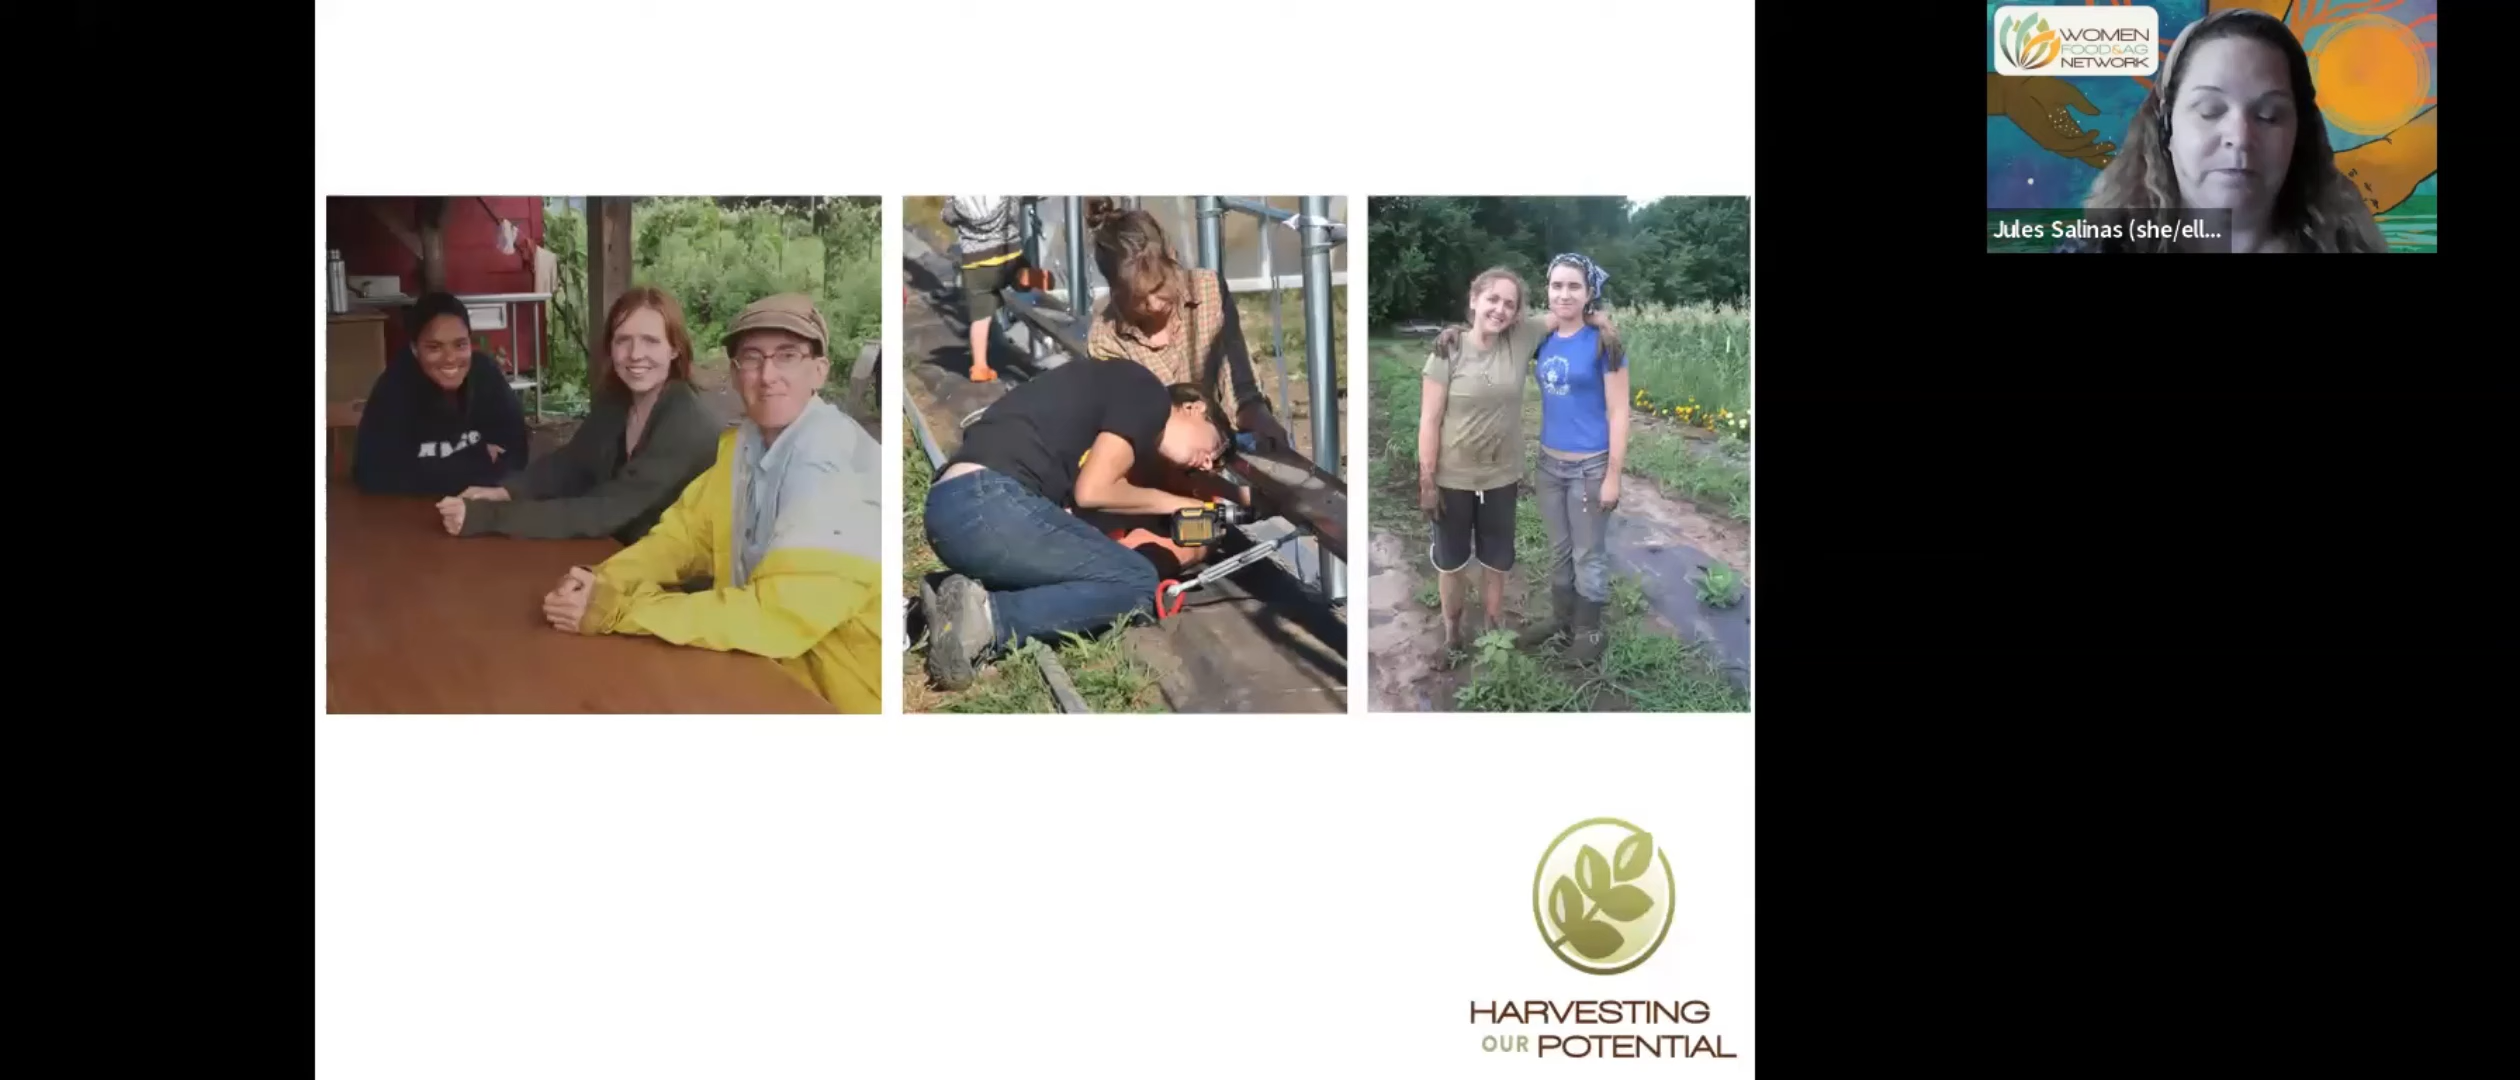 WOMEN
FOOD&AG
NETWORK
Jules Salinas (she/ell...
HARVESTING
OUR POTENTIAL